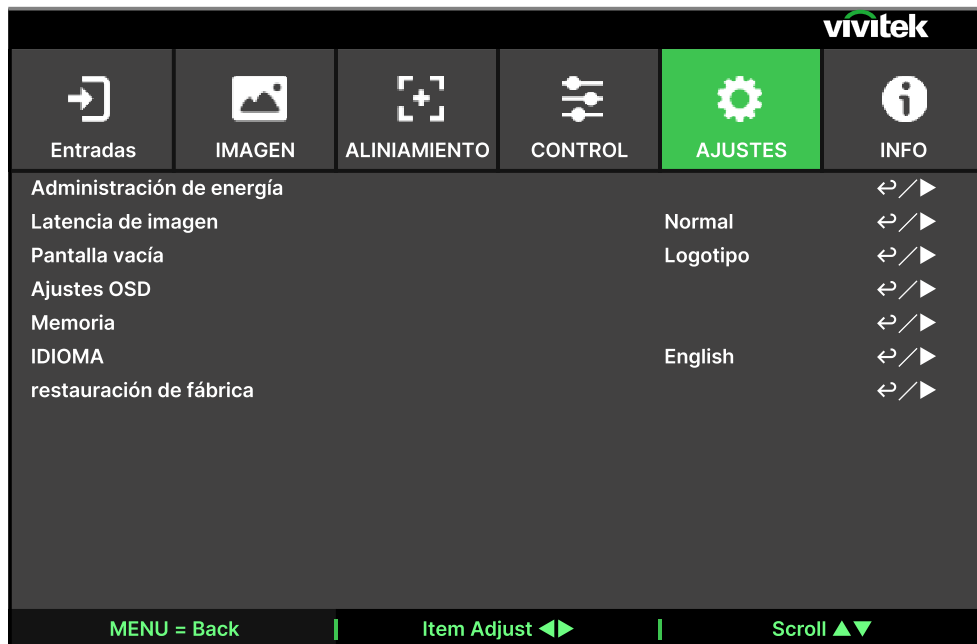 vivitek
Entradas IMAGEN ALINIAMIENTO CONTROL AJUSTES INFO
Administración de energía
Latencia de imagen Normal
Pantalla vacía Logotipo
Ajustes OSD
Memoria
IDIOMA English
restauración de fábrica
MENU = Back Item Adjust ◀▶ Scroll ▲▼